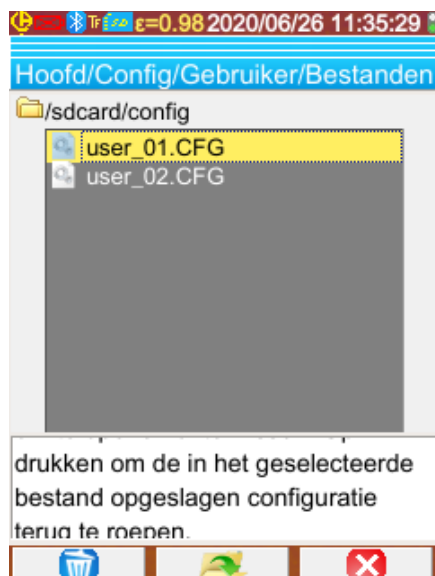 ε=0.98 2020/06/26 11:35:29
Hoofd/Config/Gebruiker/Bestanden
/sdcard/config
user_01.CFG
user_02.CFG
drukken om de in het geselecteerde
bestand opgeslagen configuratie
terug te roepen.